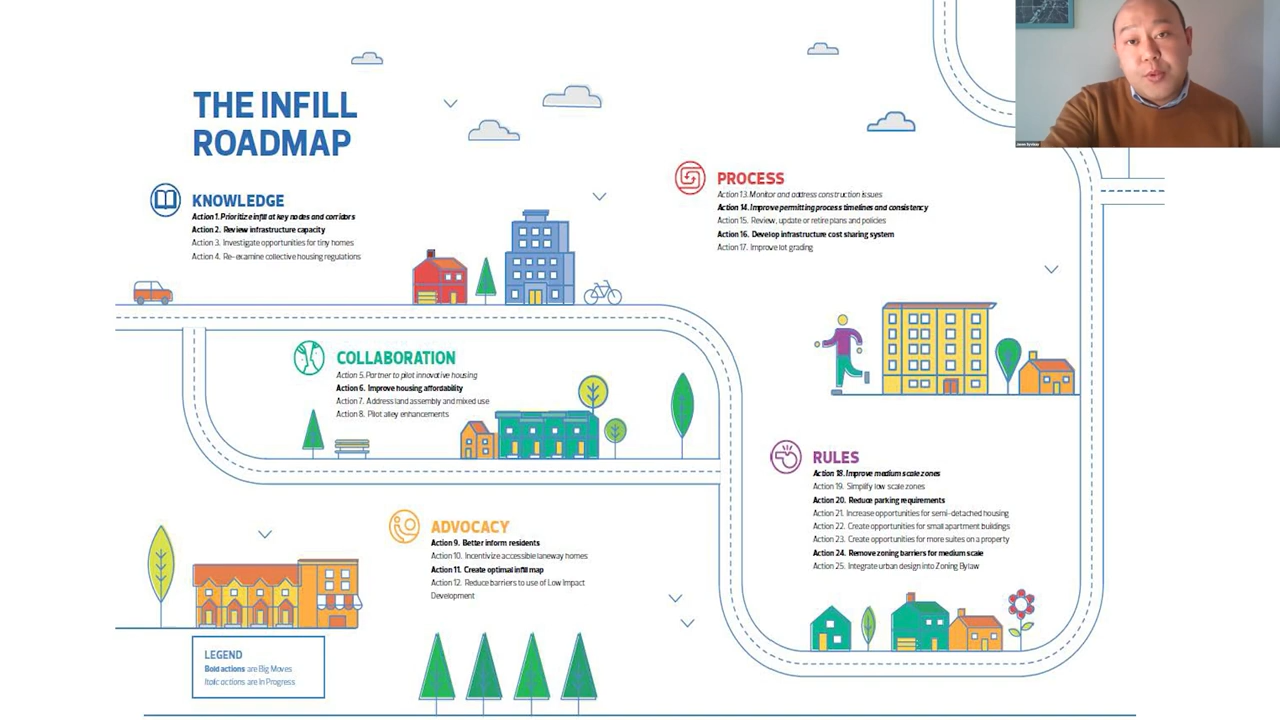 THE INFILL
ROADMAP
KNOWLEDGE
Action 1. Prioritize infill at key nodes and corridors
Action 2. Review infrastructure capacity
Action 3. Investigate opportunities for tiny homes
Action 4. Re-examine collective housing regulations
COLLABORATION
Action 5. Partner to pilot innovative housing
Action 6. Improve housing affordability
Action 7. Address land assembly and mixed use
Action 8. Pilot alley enhancements
ADVOCACY
Action 9. Better inform residents
Action 10. Incentivize accessible laneway homes
Action 11. Create optimal infill map
Action 12. Reduce barriers to use of Low Impact
Development
PROCESS
Action 13. Monitor and address construction issues
Action 14. Improve permitting process timelines and consistency
Action 15. Review, update or retire plans and policies
Action 16. Develop infrastructure cost sharing system
Action 17. Improve lot grading
RULES
Action 18. Improve medium scale zones
Action 19. Simplify low scale zones
Action 20. Reduce parking requirements
Action 21. Increase opportunities for semi-detached housing
Action 22. Create opportunities for small apartment buildings
Action 23. Create opportunities for more suites on a property
Action 24. Remove zoning barriers for medium scale
Action 25. Integrate urban design into Zoning Bylaw
LEGEND
Bold actions are Big Moves
Italic actions are In Progress